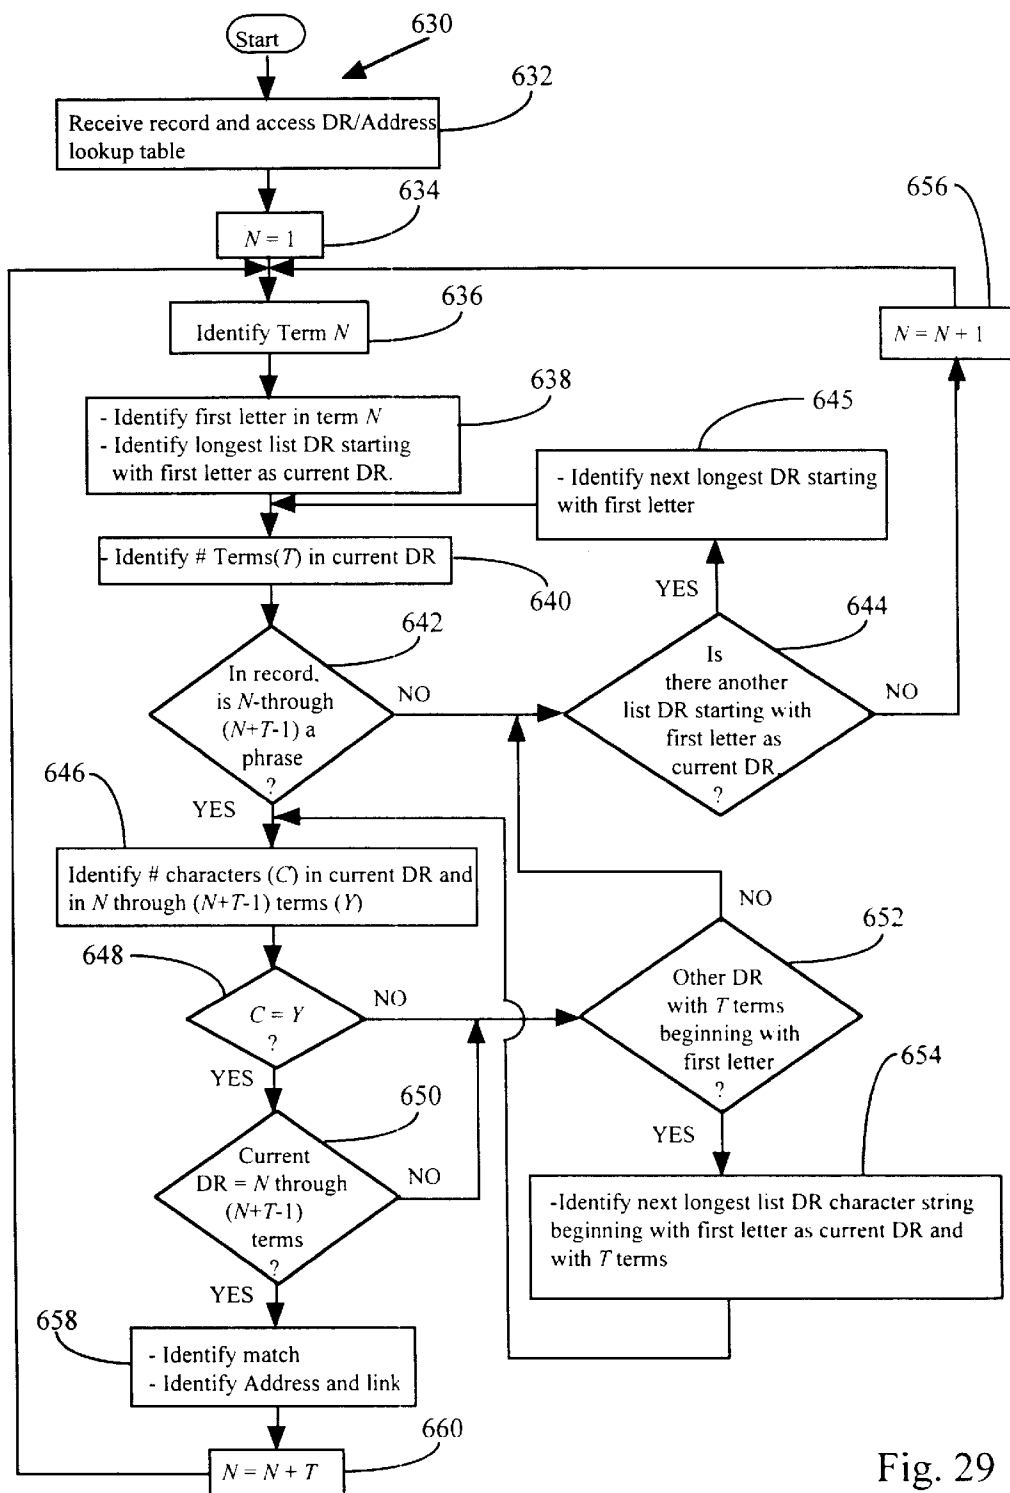 Start
630
632
Receive record and access DR/Address
lookup table
634
656
N = 1
636
Identify Term N
N = N + 1
638
645
- Identify first letter in term N
- Identify longest list DR starting
with first letter as current DR.
- Identify next longest DR starting
with first letter
- Identify # Terms(T) in current DR
640
YES
642
644
In record,
is N-through
(N+T-1) a
phrase
?
NO
Is
there another
list DR starting with
first letter as
current DR.
?
NO
646
YES
Identify # characters (C) in current DR and
in N through (N+T-1) terms (Y)
NO
652
648
C = Y
?
NO
Other DR
with T terms
beginning with
first letter
?
654
YES
650
YES
Current
DR = N through
(N+T-1)
terms
?
NO
-Identify next longest list DR character string
beginning with first letter as current DR and
with T terms
YES
658
- Identify match
- Identify Address and link
660
N = N + T
Fig. 29